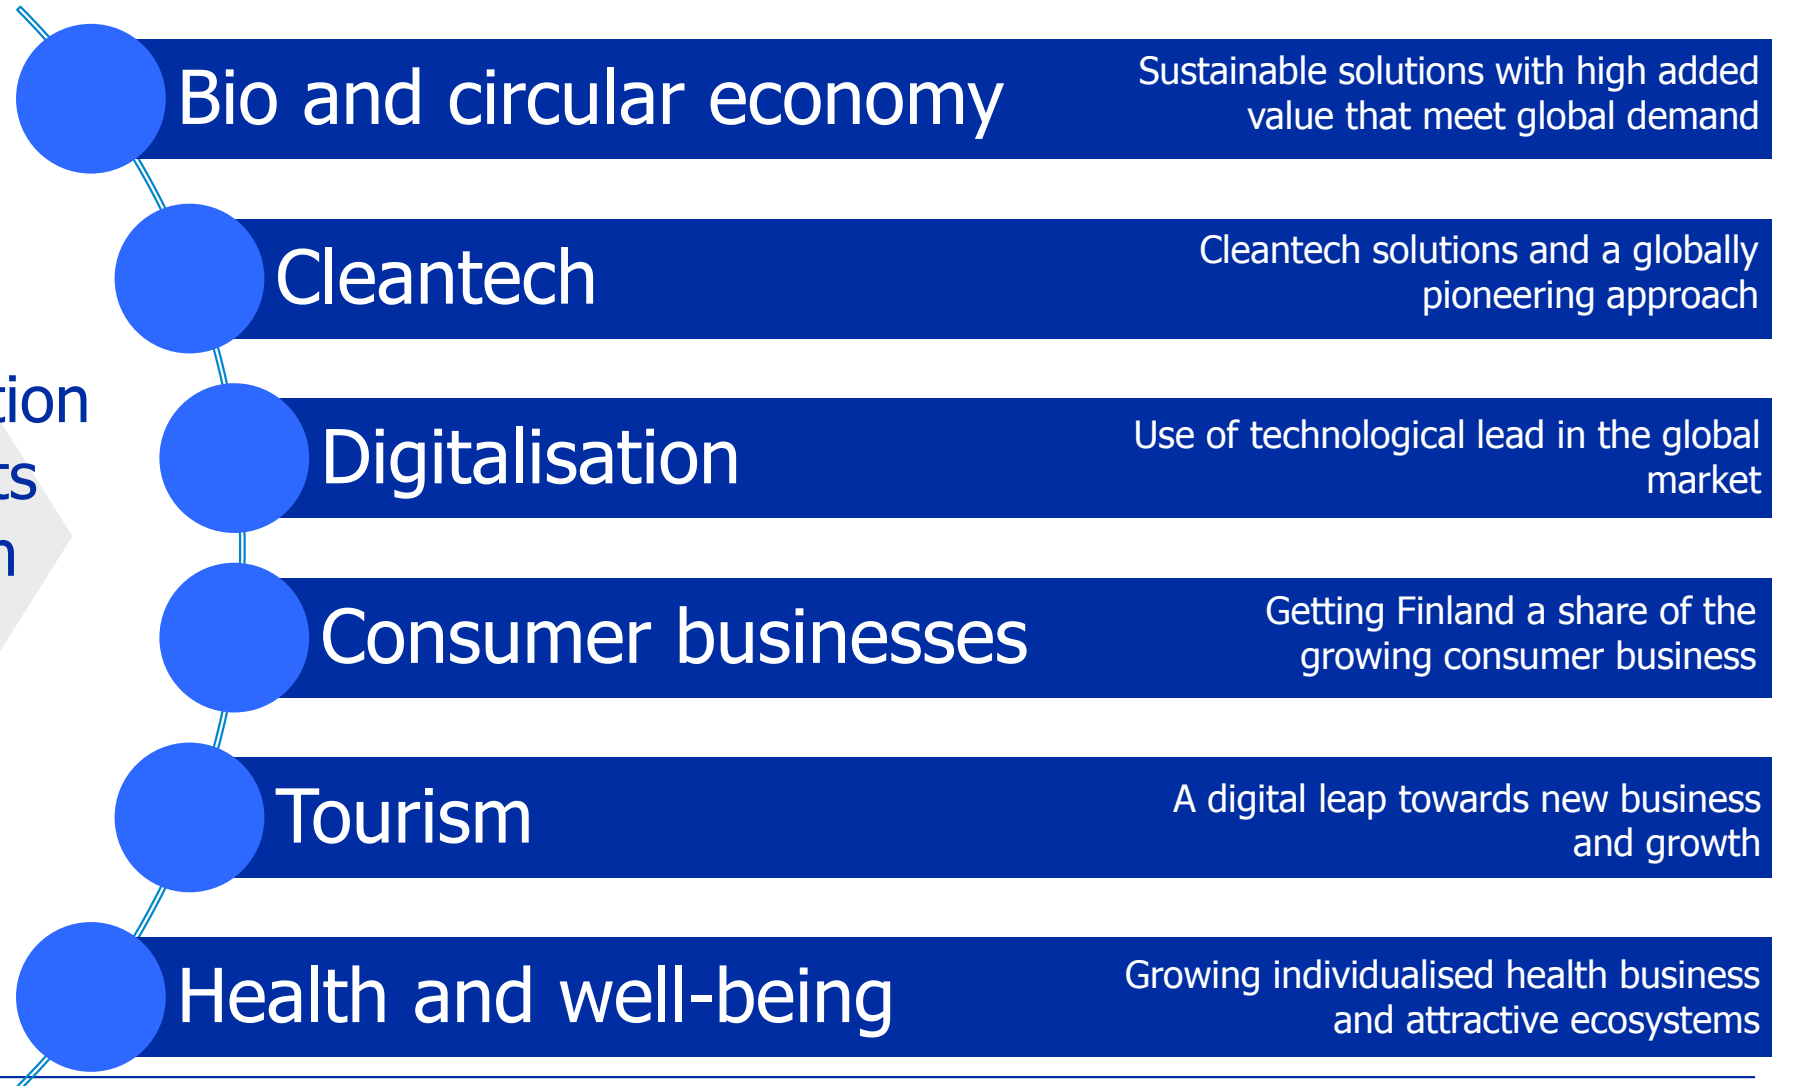 Bio and circular economy
Sustainable solutions with high added
value that meet global demand
Cleantech
Cleantech solutions and a globally
pioneering approach
Digitalisation
Use of technological lead in the global
market
Consumer businesses
Getting Finland a share of the
growing consumer business
Tourism
A digital leap towards new business
and growth
Health and well-being
Growing individualised health business
and attractive ecosystems